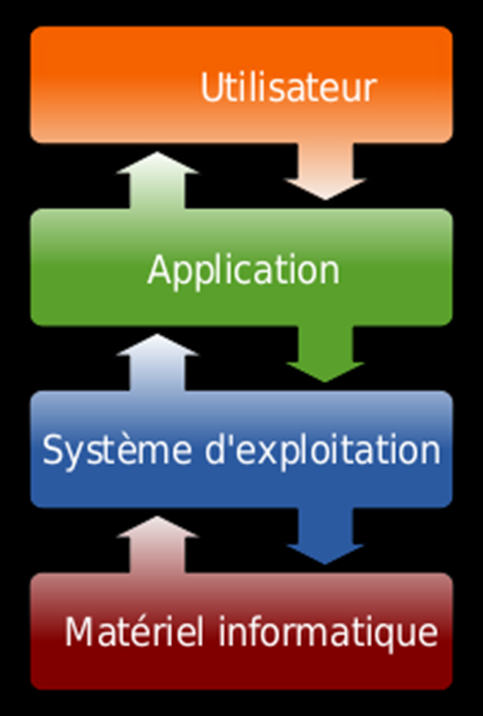 Utilisateur
Application
Système d'exploitation
Matériel informatique